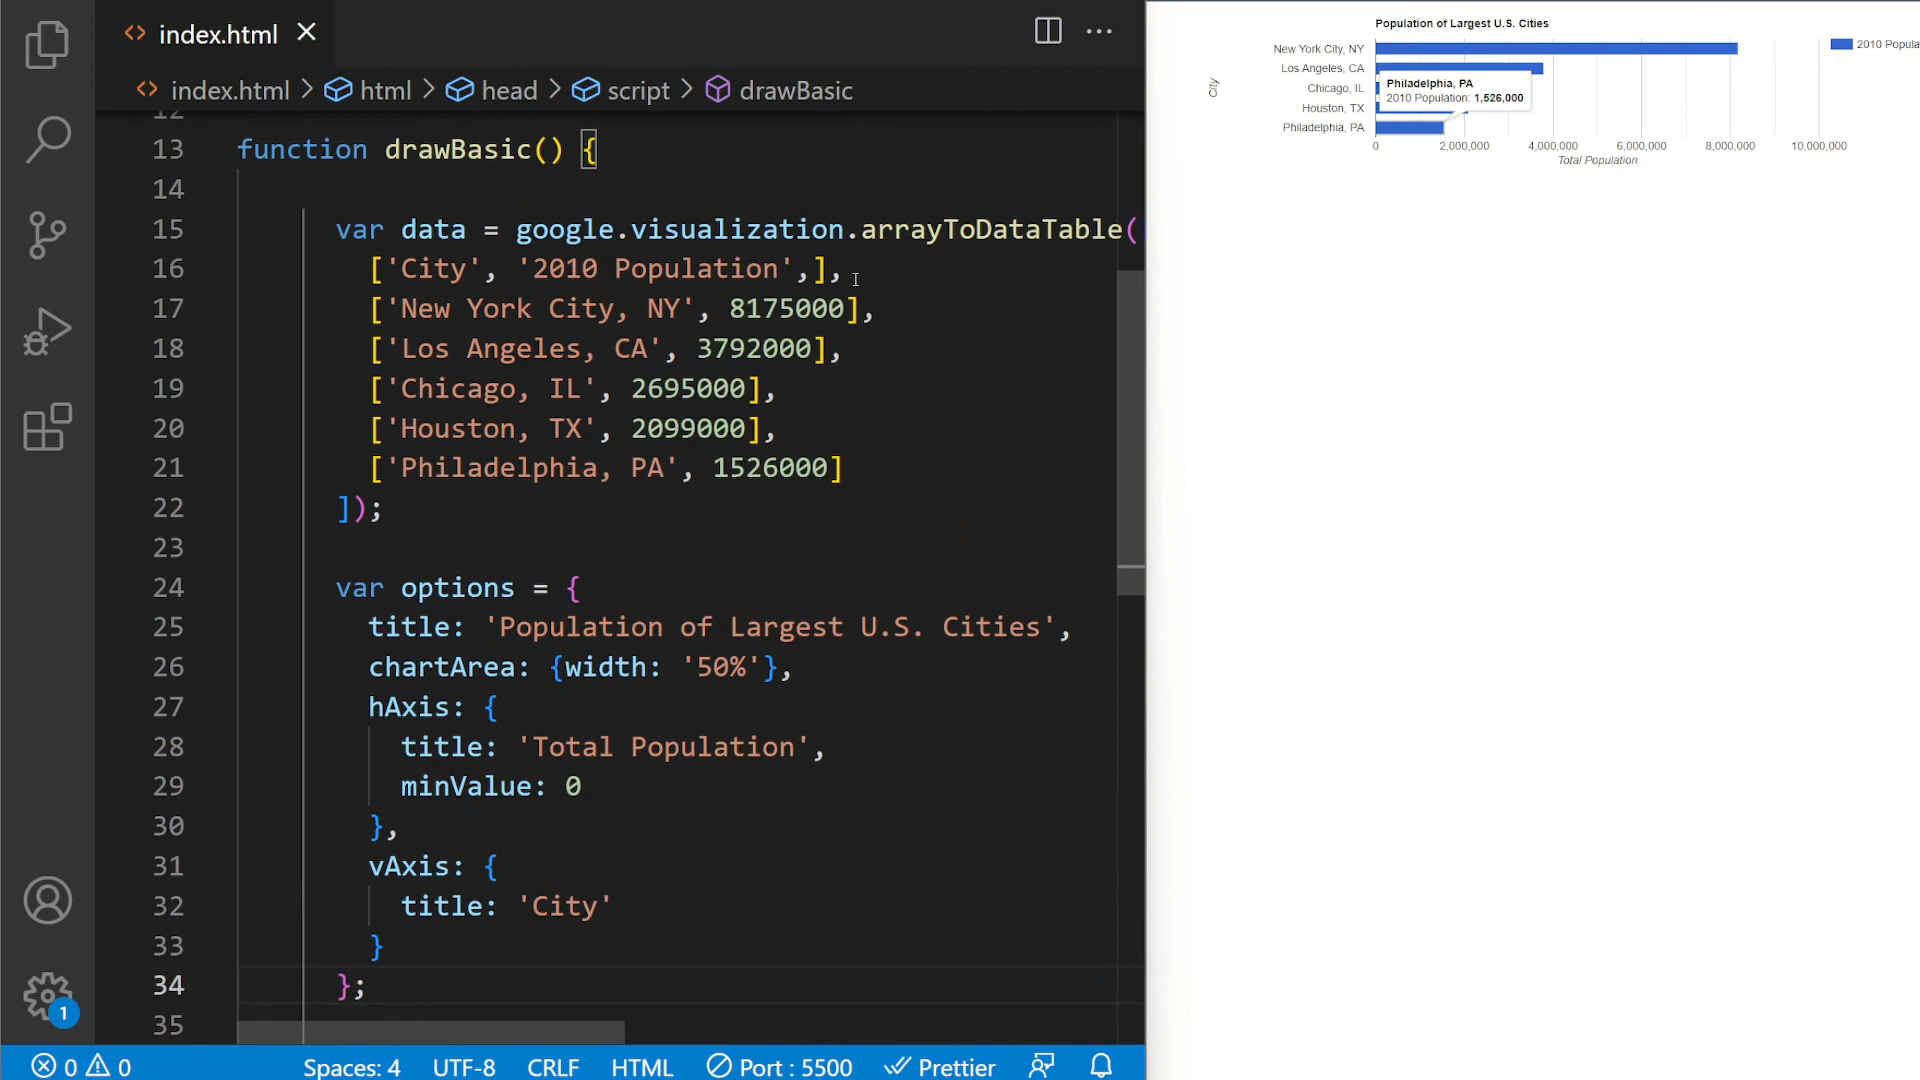 index.html
index.html > html > head > script > drawBasic
12
13 function drawBasic() {
14
15 var data = google.visualization.arrayToDataTable(
16 ['City', '2010 Population',],
17 ['New York City, NY', 8175000],
18 ['Los Angeles, CA', 3792000],
19 ['Chicago, IL', 2695000],
20 ['Houston, TX', 2099000],
21 ['Philadelphia, PA', 1526000]
22 ]);
23
24 var options = {
25 title: 'Population of Largest U.S. Cities',
26 chartArea: {width: '50%'},
27 hAxis: {
28 title: 'Total Population',
29 minValue: 0
30 },
31 vAxis: {
32 title: 'City'
33 }
34 };
35
1
0 0 Spaces: 4 UTF-8 CRLF HTML Port : 5500 Prettier
Population of Largest U.S. Cities
New York City, NY
Los Angeles, CA
Chicago, IL
Houston, TX
Philadelphia, PA
City
2010 Popula
Philadelphia, PA
2010 Population: 1,526,000
0 2,000,000 4,000,000 6,000,000 8,000,000 10,000,000
Total Population